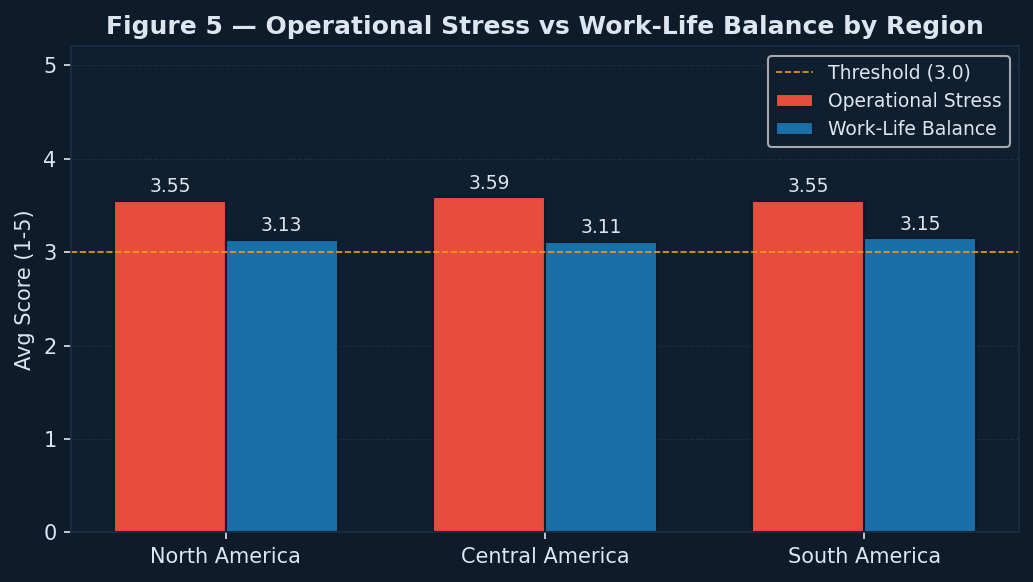 Figure 5 — Operational Stress vs Work-Life Balance by Region
Threshold (3.0)
Operational Stress
Work-Life Balance
Avg Score (1-5)
5
4
3
2
1
0
3.55
3.13
3.59
3.11
3.55
3.15
North America
Central America
South America